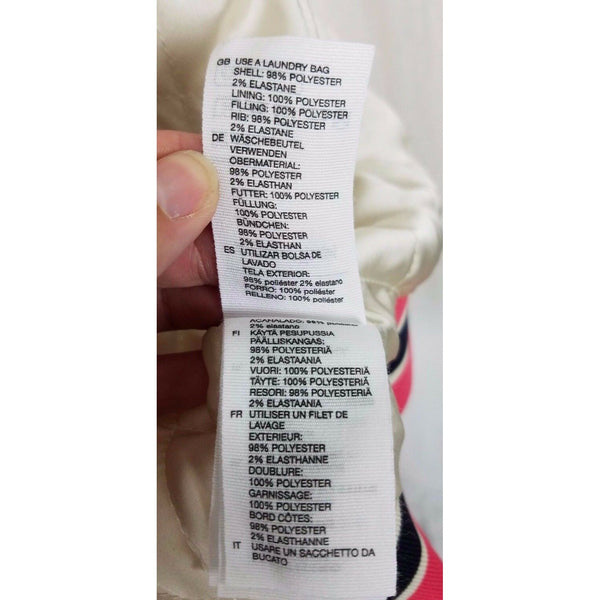 GB USE A LAUNDRY BAG
SHELL: 98% POLYESTER
2% ELASTANE
LINING: 100% POLYESTER
FILLING: 100% POLYESTER
RIB: 98% POLYESTER
2% ELASTANE
DE WÄSCHEBEUTEL
VERWENDEN
OBERMATERIAL:
98% POLYESTER
2% ELASTHAN
FUTTER: 100% POLYESTER
FÜLLUNG:
100% POLYESTER
BÜNDCHEN:
98% POLYESTER
2% ELASTHAN
ES UTILIZAR BOLSA DE
LAVADO
TELA EXTERIOR:
98% poliéster 2% elastano
FORRO: 100% poliéster
RELLENO: 100% poliéster
ACANALADO: 98% poliéster
2% elastano
FI KÄYTÄ PESUPUSSIA
PÄÄLLISKANGAS:
98% POLYESTERIÄ
2% ELASTAANIA
VUORI: 100% POLYESTERIÄ
TÄYTE: 100% POLYESTERIÄ
RESORI: 98% POLYESTERIÄ
2% ELASTAANIA
FR UTILISER UN FILET DE
LAVAGE
EXTERIEUR:
98% POLYESTER
2% ELASTHANNE
DOUBLURE:
100% POLYESTER
GARNISSAGE:
100% POLYESTER
BORD CÔTES:
98% POLYESTER
2% ELASTHANNE
IT USARE UN SACCHETTO DA
BUCATO